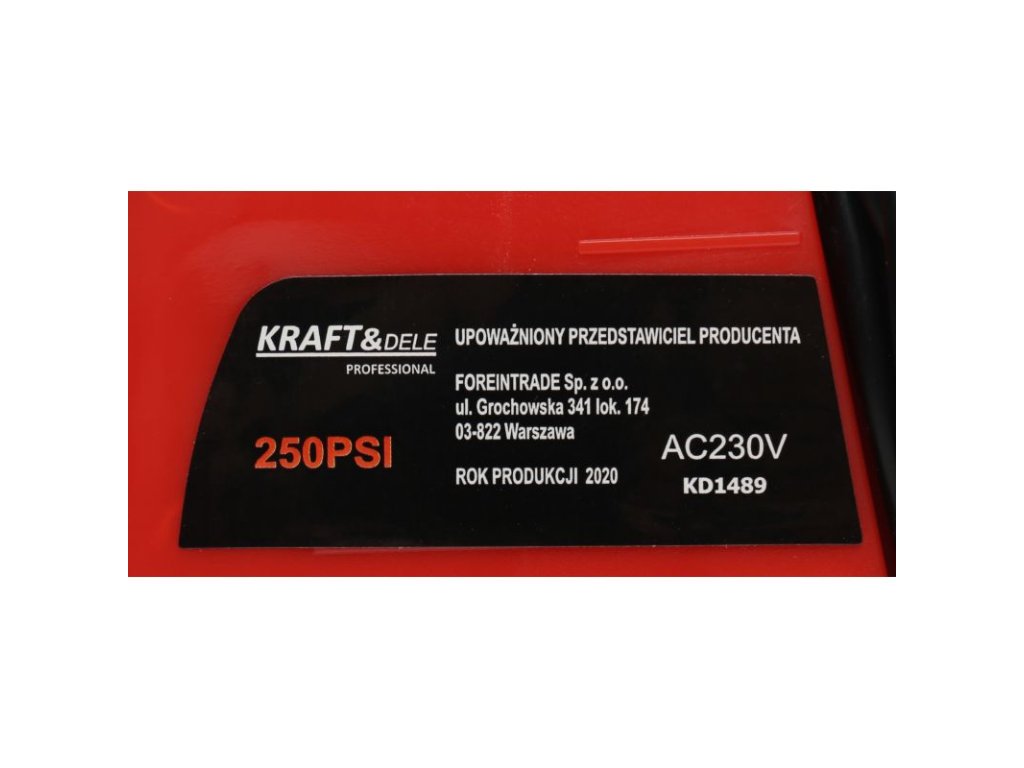 KRAFT&DELE
PROFESSIONAL
250PSI
UPOWAŻNIONY PRZEDSTAWICIEL PRODUCENTA
FOREINTRADE Sp. z o.o.
ul. Grochowska 341 lok. 174
03-822 Warszawa
ROK PRODUKCJI 2020
AC230V
KD1489